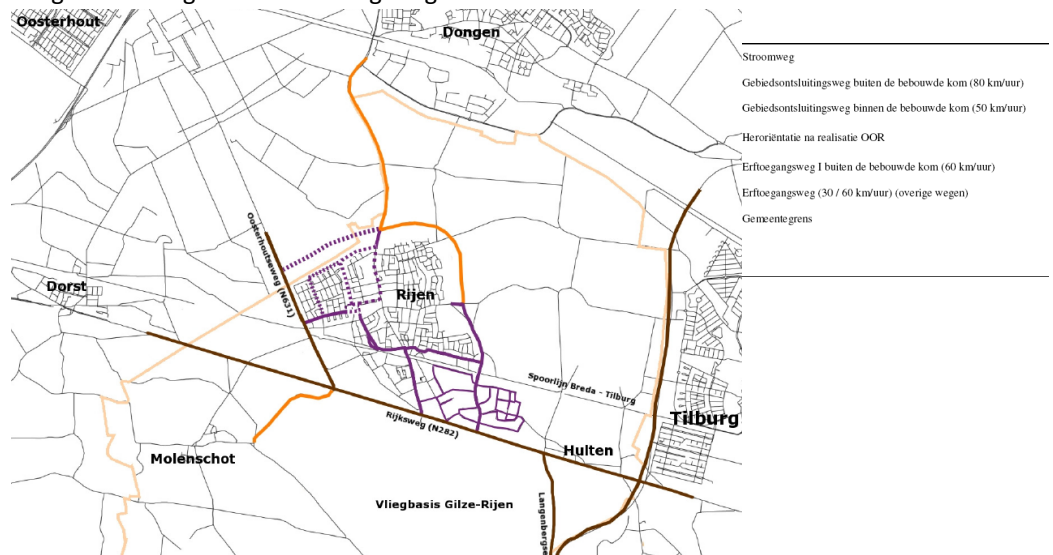 Oosterhout
Dongen
Stroomweg
Gebiedsontsluitingsweg buiten de bebouwde kom (80 km/uur)
Gebiedsontsluitingsweg binnen de bebouwde kom (50 km/uur)
Heroriëntatie na realisatie OOR
Erftoegangsweg I buiten de bebouwde kom (60 km/uur)
Erftoegangsweg (30 / 60 km/uur) (overige wegen)
Gemeentegrens
Oosterhoutseweg (N631)
Dorst
Rijen
Spoorlijn Breda - Tilburg
Tilburg
Rijksweg (N282)
Hulten
Molenschot
Vliegbasis Gilze-Rijen